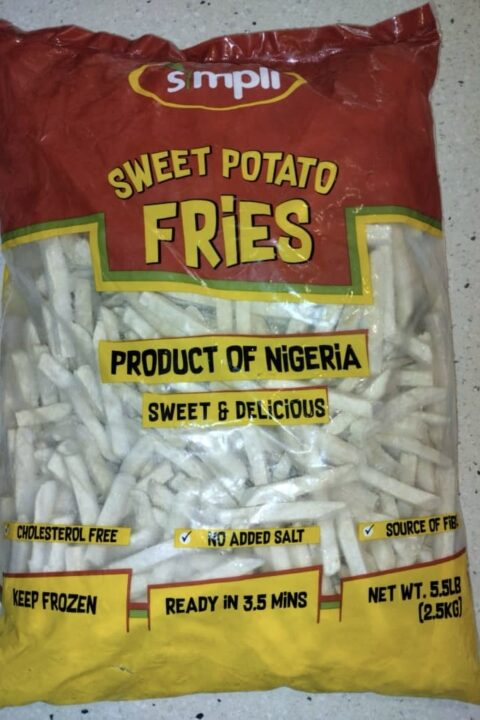 simpli
SWEET POTATO
FRiES
PRODUCT OF NiGERiA
SWEET & DELiCiOUS
CHOLESTEROL FREE
NO ADDED SALT
SOURCE OF
KEEP FROZEN
READY iN 3.5 MiNS
NET WT. 5.5LB
(2.5KG)